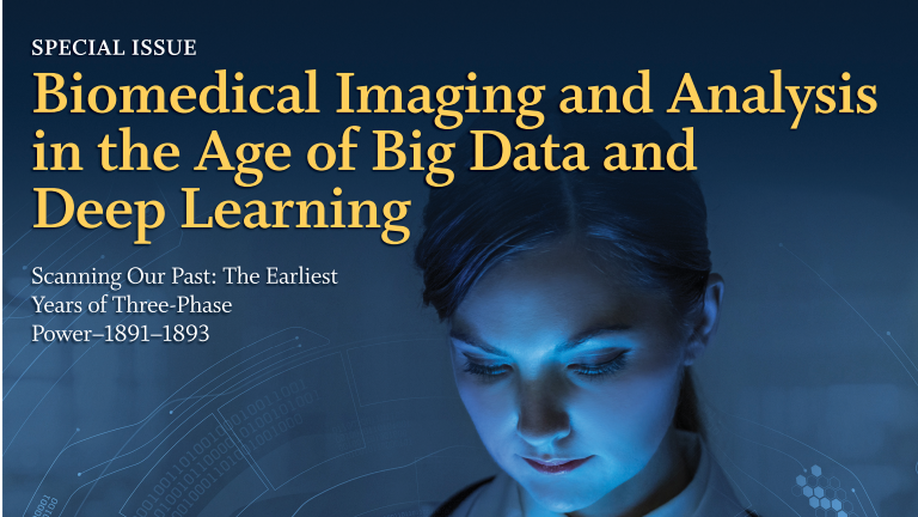 SPECIAL ISSUE
Biomedical Imaging and Analysis
in the Age of Big Data and
Deep Learning
Scanning Our Past: The Earliest
Years of Three-Phase
Power–1891–1893